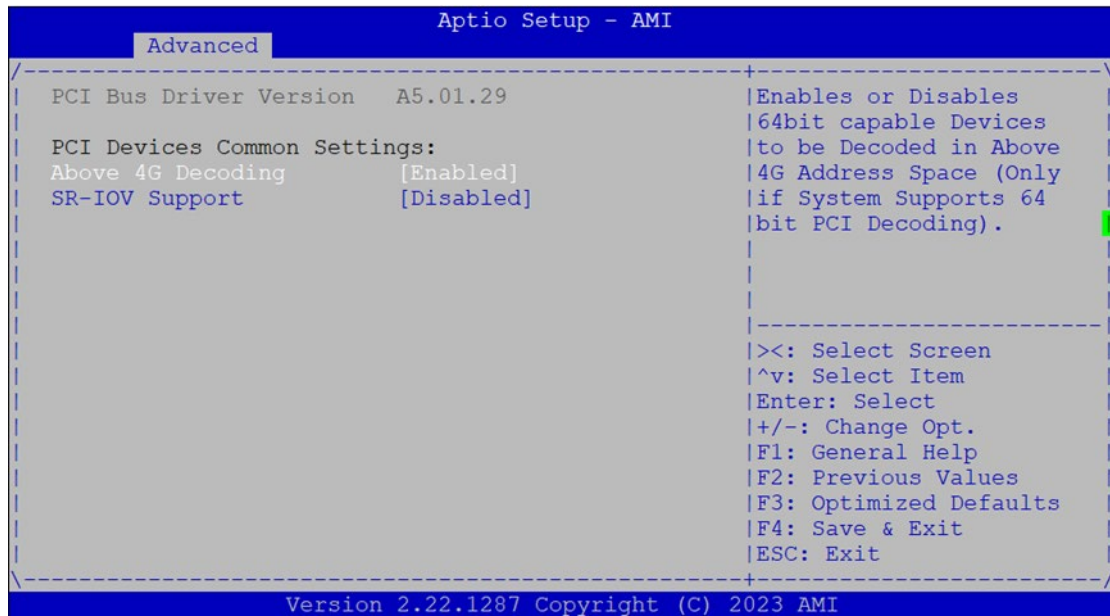 Aptio Setup - AMI
Advanced
PCI Bus Driver Version A5.01.29
PCI Devices Common Settings:
Above 4G Decoding [Enabled]
SR-IOV Support [Disabled]
Enables or Disables
64bit capable Devices
to be Decoded in Above
4G Address Space (Only
if System Supports 64
bit PCI Decoding).
><: Select Screen
^v: Select Item
Enter: Select
+/-: Change Opt.
F1: General Help
F2: Previous Values
F3: Optimized Defaults
F4: Save & Exit
ESC: Exit
Version 2.22.1287 Copyright (C) 2023 AMI